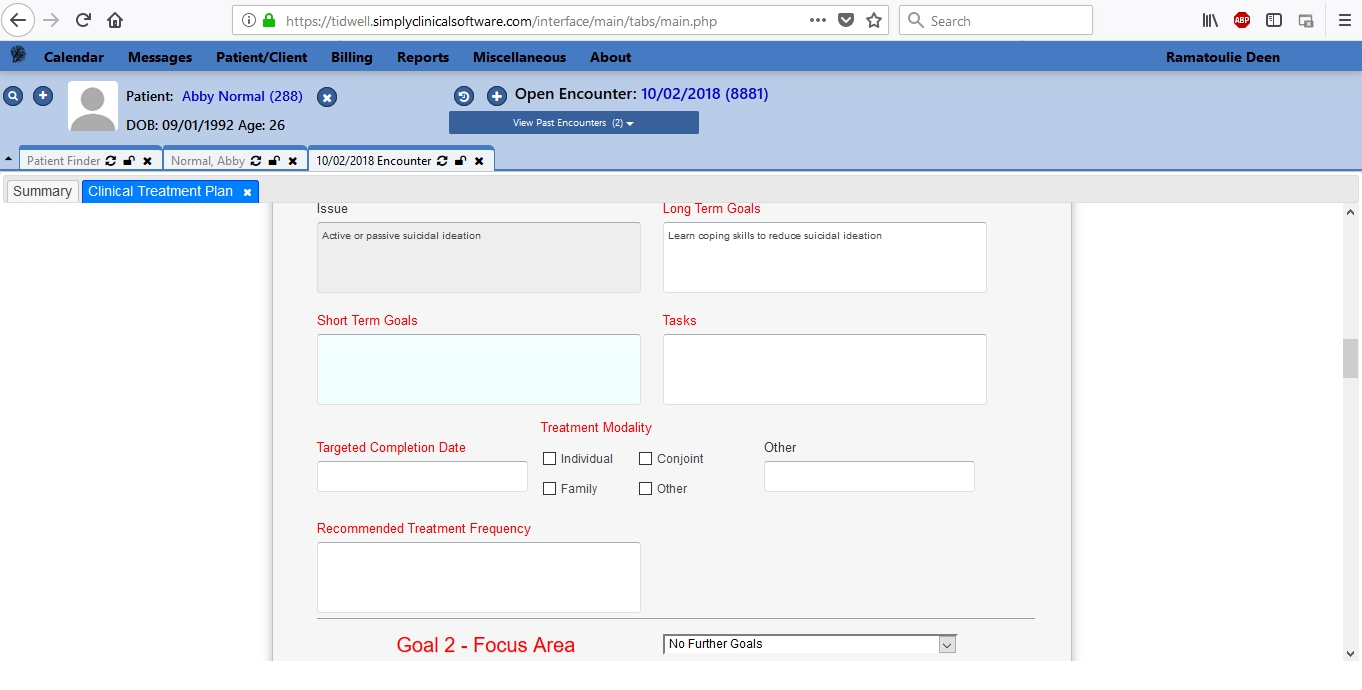 https://tidwell.simplyclinicalsoftware.com/interface/main/tabs/main.php
Search
ABP
Calendar Messages Patient/Client Billing Reports Miscellaneous About Ramatoulie Deen
Patient: Abby Normal (288)
DOB: 09/01/1992 Age: 26
Open Encounter: 10/02/2018 (8881)
View Past Encounters (2)
Patient Finder Normal, Abby 10/02/2018 Encounter
Summary Clinical Treatment Plan
Issue Long Term Goals
Active or passive suicidal ideation Learn coping skills to reduce suicidal ideation
Short Term Goals Tasks
Treatment Modality
Targeted Completion Date Other
Individual Conjoint
Family Other
Recommended Treatment Frequency
Goal 2 - Focus Area No Further Goals